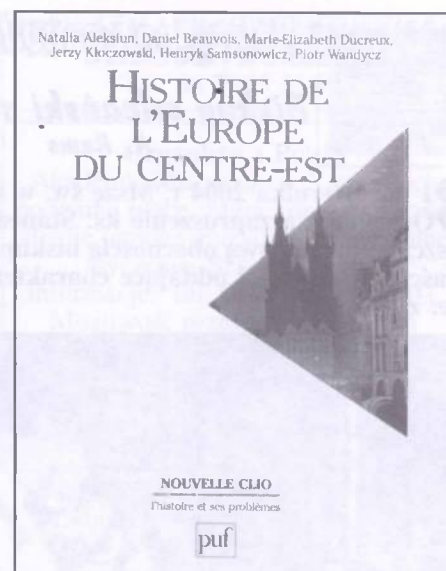 Natalia Aleksiun, Daniel Beauvois, Marie-Elizabeth Ducreux,
Jerzy Kłoczowski, Henryk Samsonowicz, Piotr Wandycz
HISTOIRE DE
L'EUROPE
DU CENTRE-EST
NOUVELLE CLIO
l'histoire et ses problèmes
puf